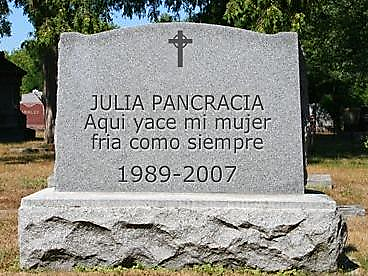 JULIA PANCRACIA
Aqui yace mi mujer
fria como siempre
1989-2007